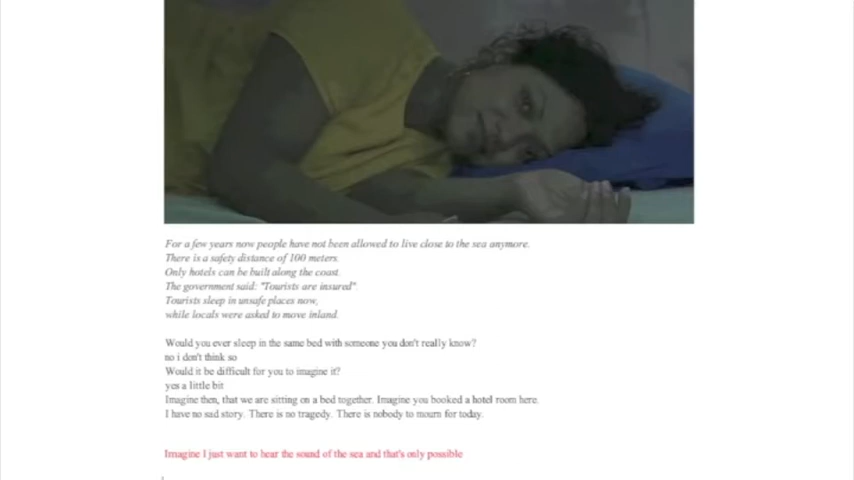 For a few years now people have not been allowed to live close to the sea anymore.
There is a safety distance of 100 meters.
Only hotels can be built along the coast.
The government said: "Tourists are insured".
Tourists sleep in unsafe places now,
while locals were asked to move inland.
Would you ever sleep in the same bed with someone you don't really know?
no i don't think so
Would it be difficult for you to imagine it?
yes a little bit
Imagine then, that we are sitting on a bed together. Imagine you booked a hotel room here.
I have no sad story. There is no tragedy. There is nobody to mourn for today.
Imagine I just want to hear the sound of the sea and that's only possible